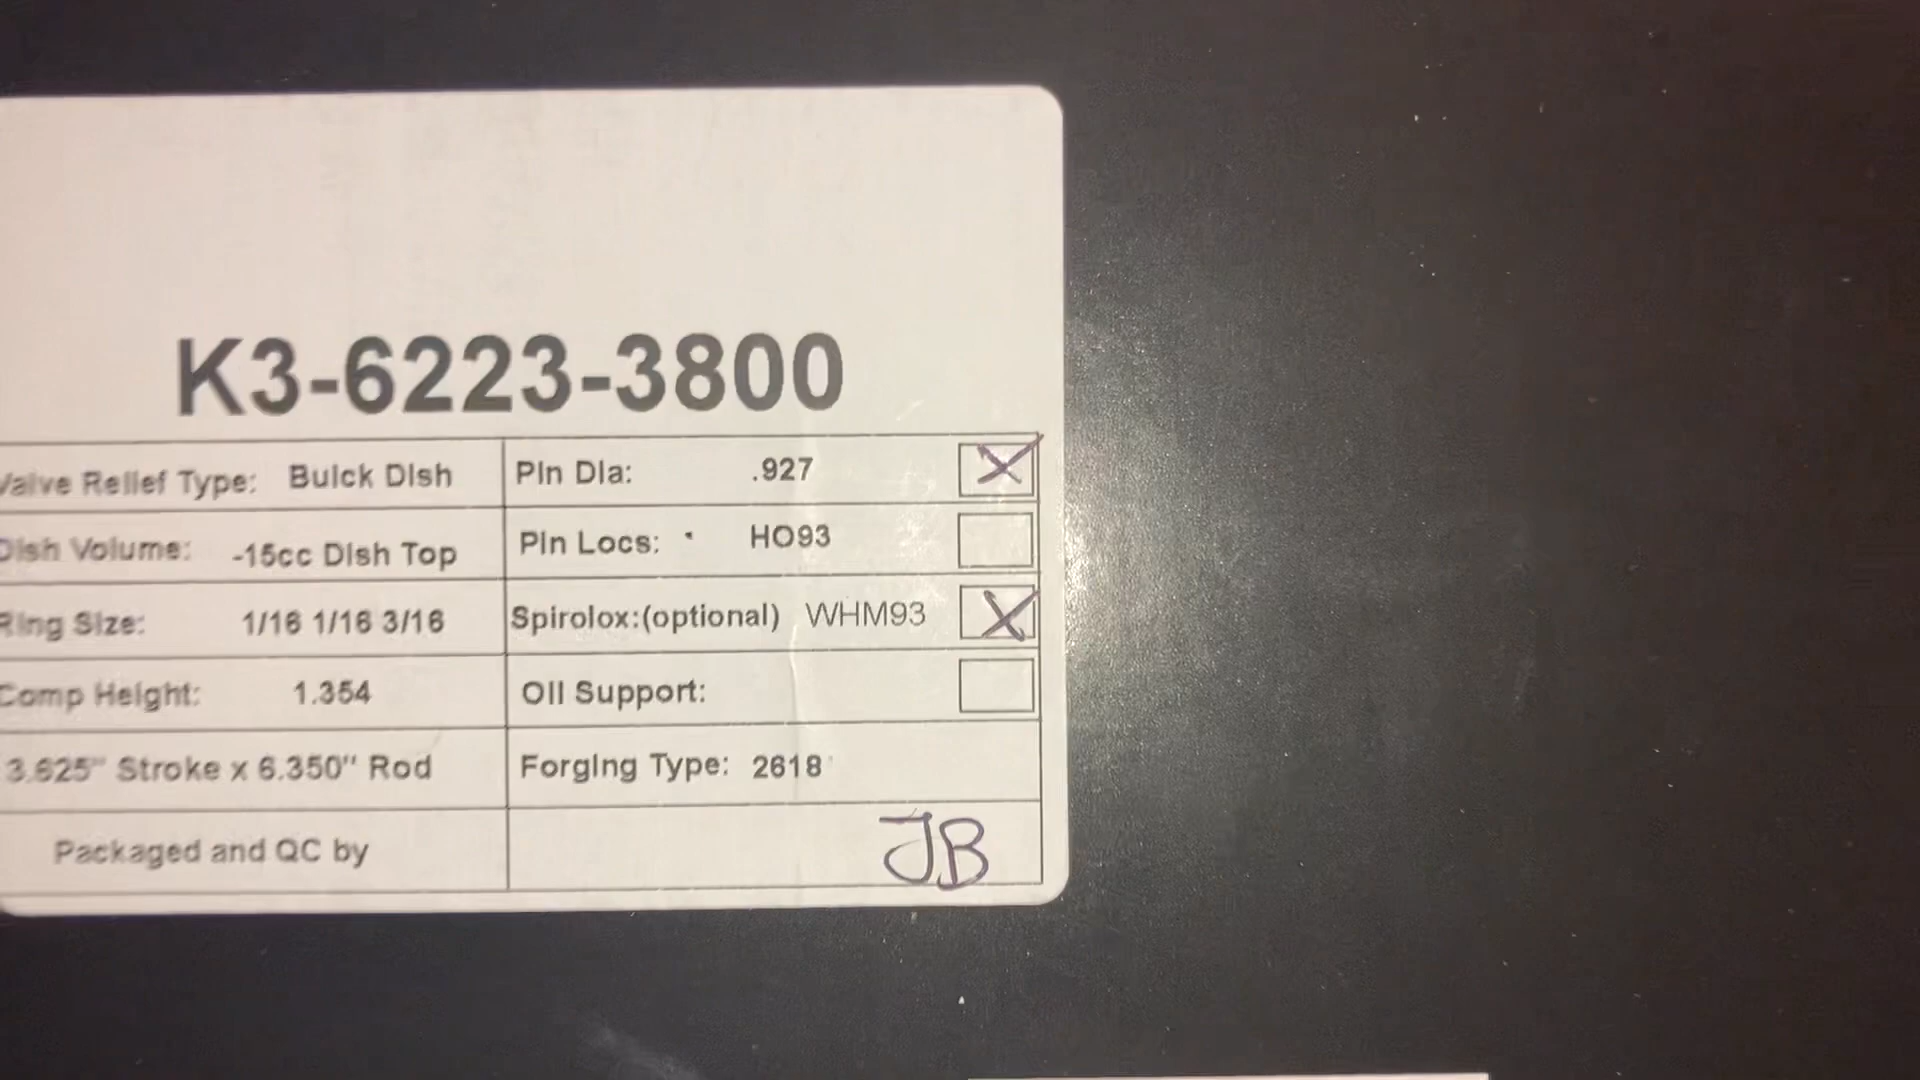 K3-6223-3800
Valve Relief Type: Buick Dish
Pin Dia: .927 X
Dish Volume: -15cc Dish Top
Pin Locs: HO93
Ring Size: 1/16 1/16 3/16
Spirolox:(optional) WHM93 X
Comp Height: 1.354
Oil Support:
3.625" Stroke x 6.350" Rod
Forging Type: 2618
Packaged and QC by
JB